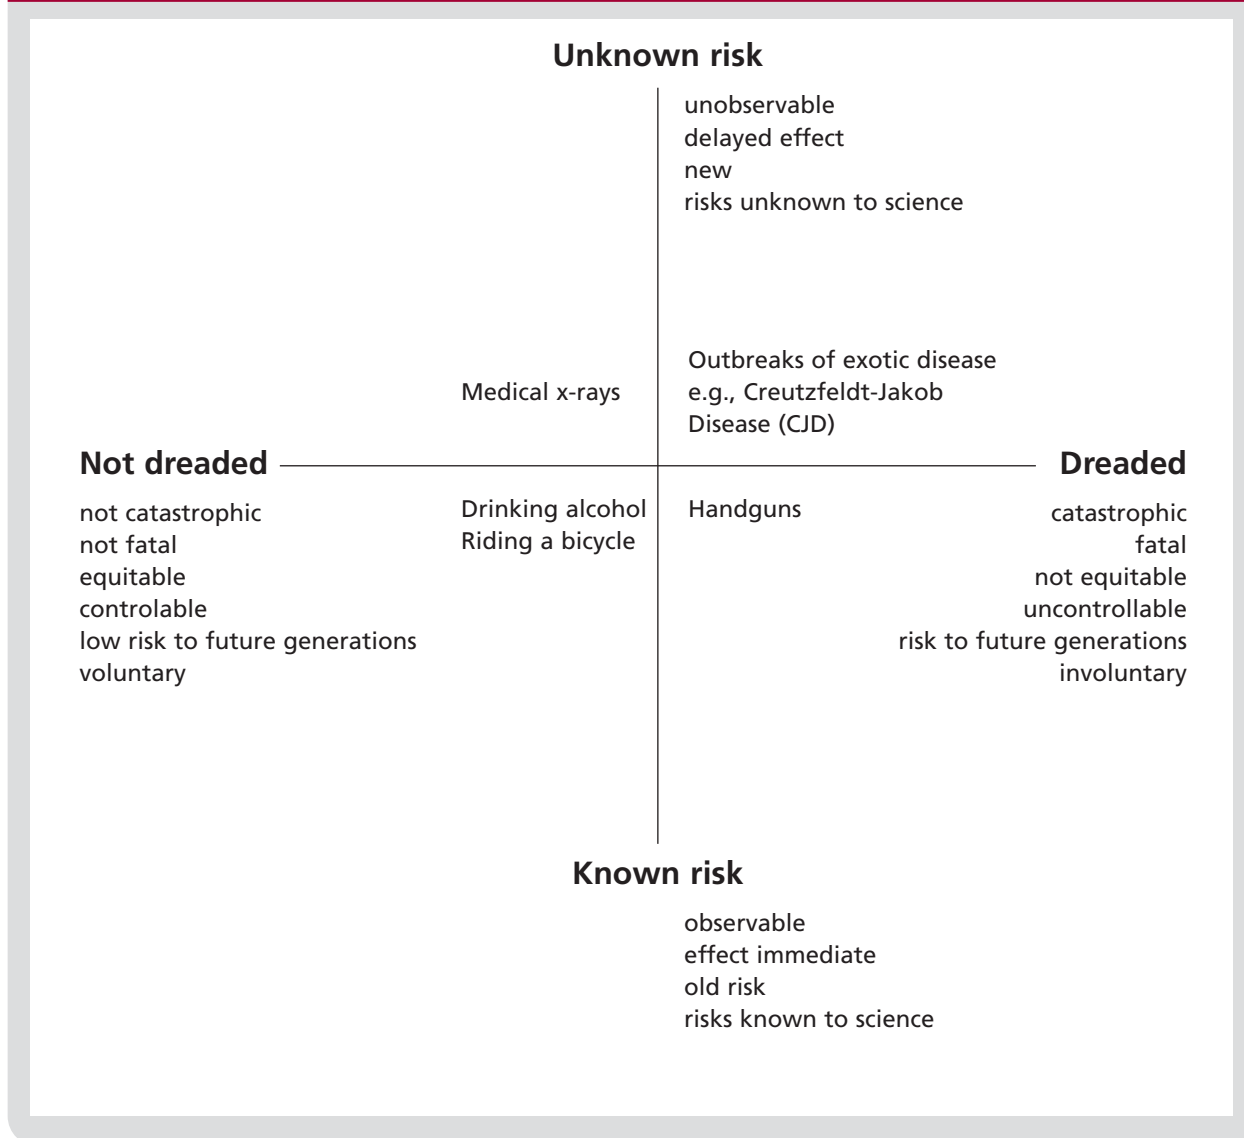 Unknown risk
unobservable
delayed effect
new
risks unknown to science
Medical x-rays
Outbreaks of exotic disease
e.g., Creutzfeldt-Jakob
Disease (CJD)
Not dreaded
Dreaded
not catastrophic
not fatal
equitable
controlable
low risk to future generations
voluntary
Drinking alcohol
Riding a bicycle
Handguns
catastrophic
fatal
not equitable
uncontrollable
risk to future generations
involuntary
Known risk
observable
effect immediate
old risk
risks known to science